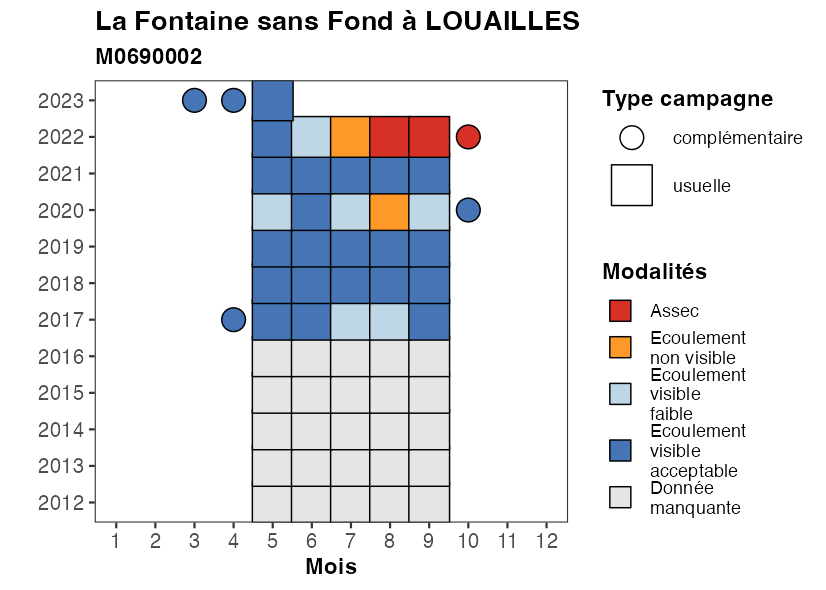 La Fontaine sans Fond à LOUAILLES
M0690002
2023
2022
2021
2020
2019
2018
2017
2016
2015
2014
2013
2012
1 2 3 4 5 6 7 8 9 10 11 12
Mois
Type campagne
complémentaire
usuelle
Modalités
Assec
Ecoulement
non visible
Ecoulement
visible
faible
Ecoulement
visible
acceptable
Donnée
manquante